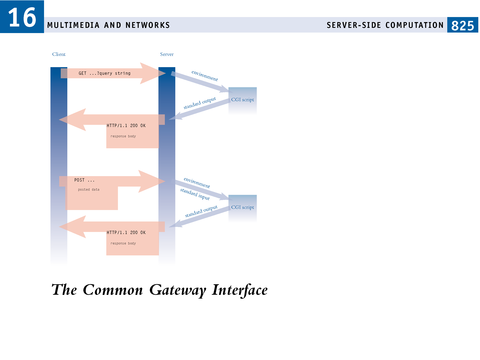 16
MULTIMEDIA AND NETWORKS
SERVER-SIDE COMPUTATION 825
Client
Server
GET ...?query string
environment
CGI script
standard output
HTTP/1.1 200 OK
response body
POST ...
posted data
environment
standard input
CGI script
standard output
HTTP/1.1 200 OK
response body
The Common Gateway Interface